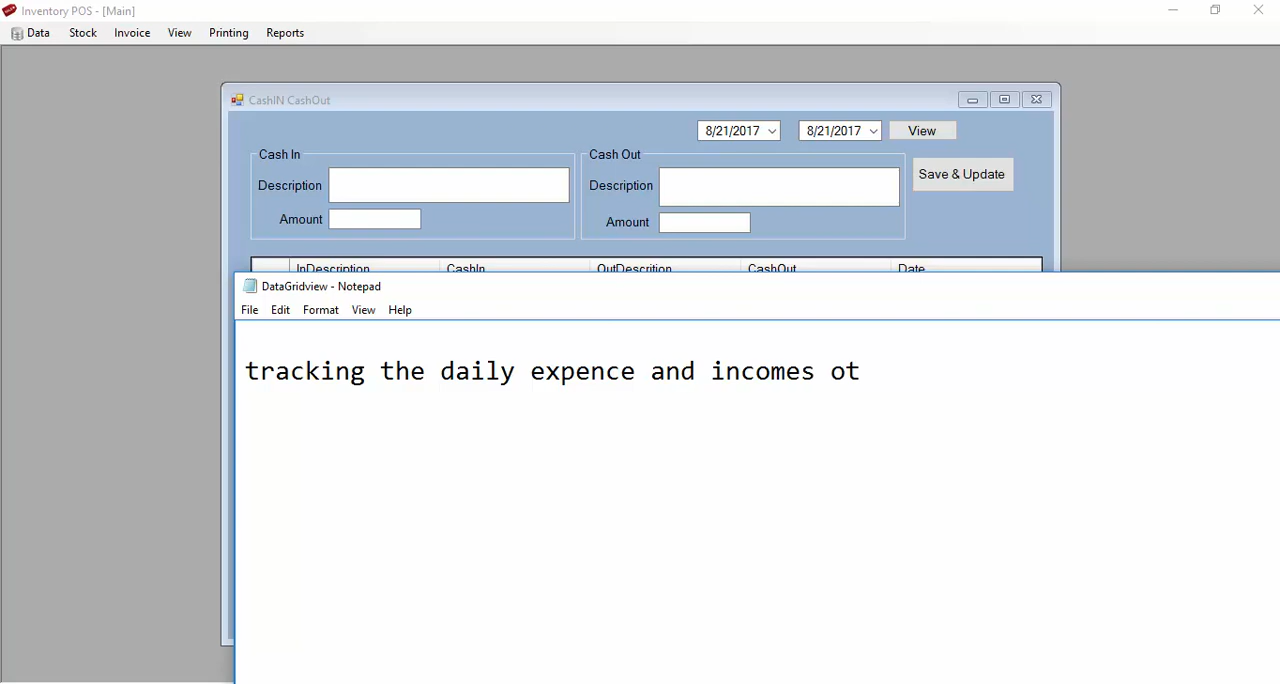 Inventory POS - [Main]
Data Stock Invoice View Printing Reports
CashIN CashOut
8/21/2017 8/21/2017 View
Cash In Cash Out
Description Description Save & Update
Amount Amount
InDescription CashIn OutDescrition CashOut Date
DataGridview - Notepad
File Edit Format View Help
tracking the daily expence and incomes ot